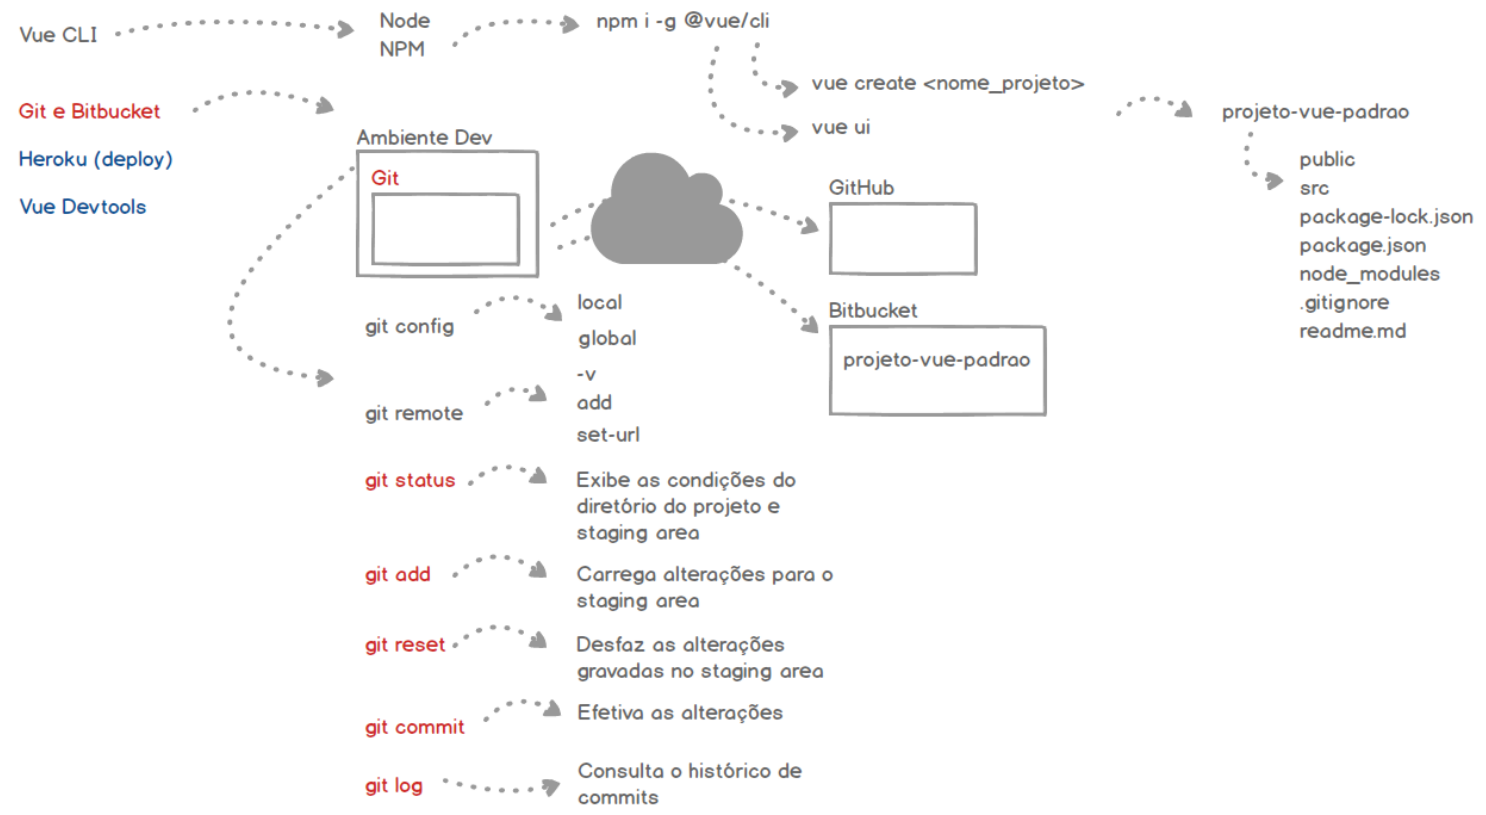 Vue CLI
Node
NPM
npm i -g @vue/cli
vue create <nome_projeto>
vue ui
projeto-vue-padrao
public
src
package-lock.json
package.json
node_modules
.gitignore
readme.md
Git e Bitbucket
Heroku (deploy)
Vue Devtools
Ambiente Dev
Git
GitHub
Bitbucket
projeto-vue-padrao
git config
local
global
git remote
-v
add
set-url
git status
Exibe as condições do
diretório do projeto e
staging area
git add
Carrega alterações para o
staging area
git reset
Desfaz as alterações
gravadas no staging area
git commit
Efetiva as alterações
git log
Consulta o histórico de
commits